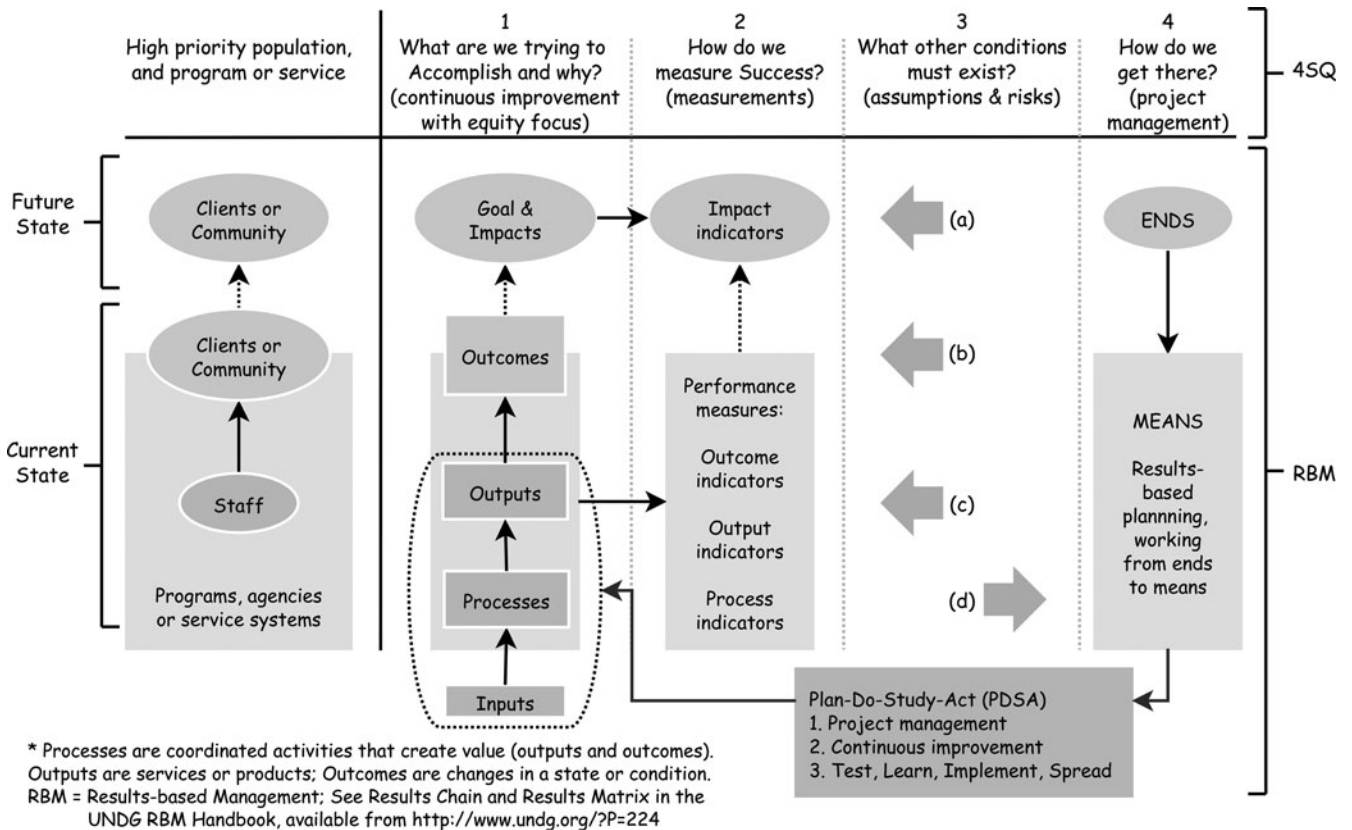 High priority population,
and program or service
1
What are we trying to
Accomplish and why?
(continuous improvement
with equity focus)
2
How do we
measure Success?
(measurements)
3
What other conditions
must exist?
(assumptions & risks)
4
How do we
get there?
(project
management)
4SQ
Future
State
Clients or
Community
Goal &
Impacts
Impact
indicators
(a)
ENDS
Current
State
Clients or
Community
Staff
Programs, agencies
or service systems
Outcomes
Outputs
Processes
Inputs
Performance
measures:
Outcome
indicators
Output
indicators
Process
indicators
(b)
(c)
(d)
MEANS
Results-
based
plannning,
working
from ends
to means
RBM
Plan-Do-Study-Act (PDSA)
1. Project management
2. Continuous improvement
3. Test, Learn, Implement, Spread
* Processes are coordinated activities that create value (outputs and outcomes).
Outputs are services or products; Outcomes are changes in a state or condition.
RBM = Results-based Management; See Results Chain and Results Matrix in the
UNDG RBM Handbook, available from http://www.undg.org/?P=224